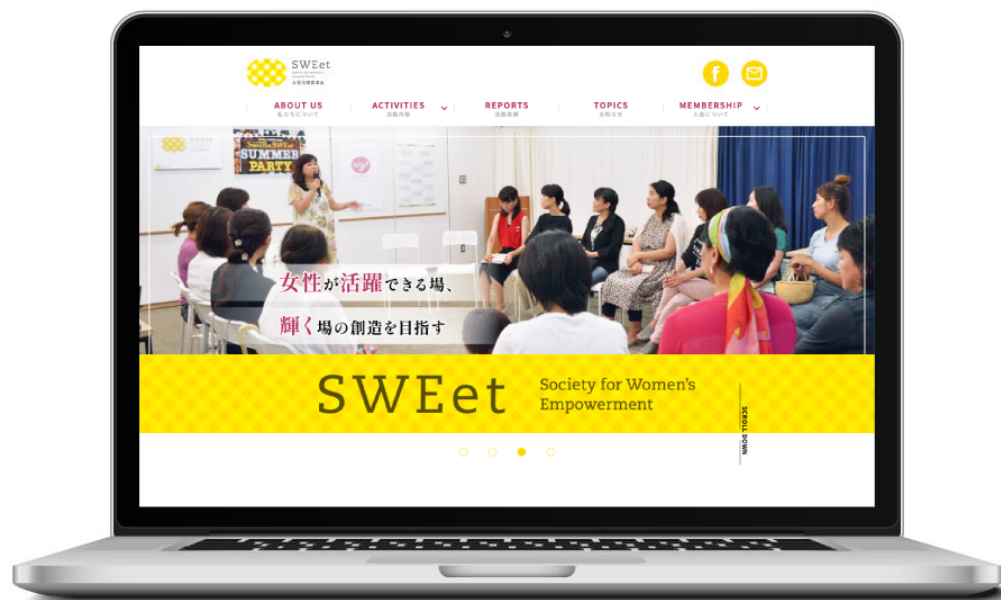 SWEet
ABOUT US
私たちについて
ACTIVITIES
活動内容
REPORTS
活動実績
TOPICS
お知らせ
MEMBERSHIP
入会について
SUMMER
PARTY
女性が活躍できる場、
輝く場の創造を目指す
SWEet
Society for Women's
Empowerment
SCROLL DOWN